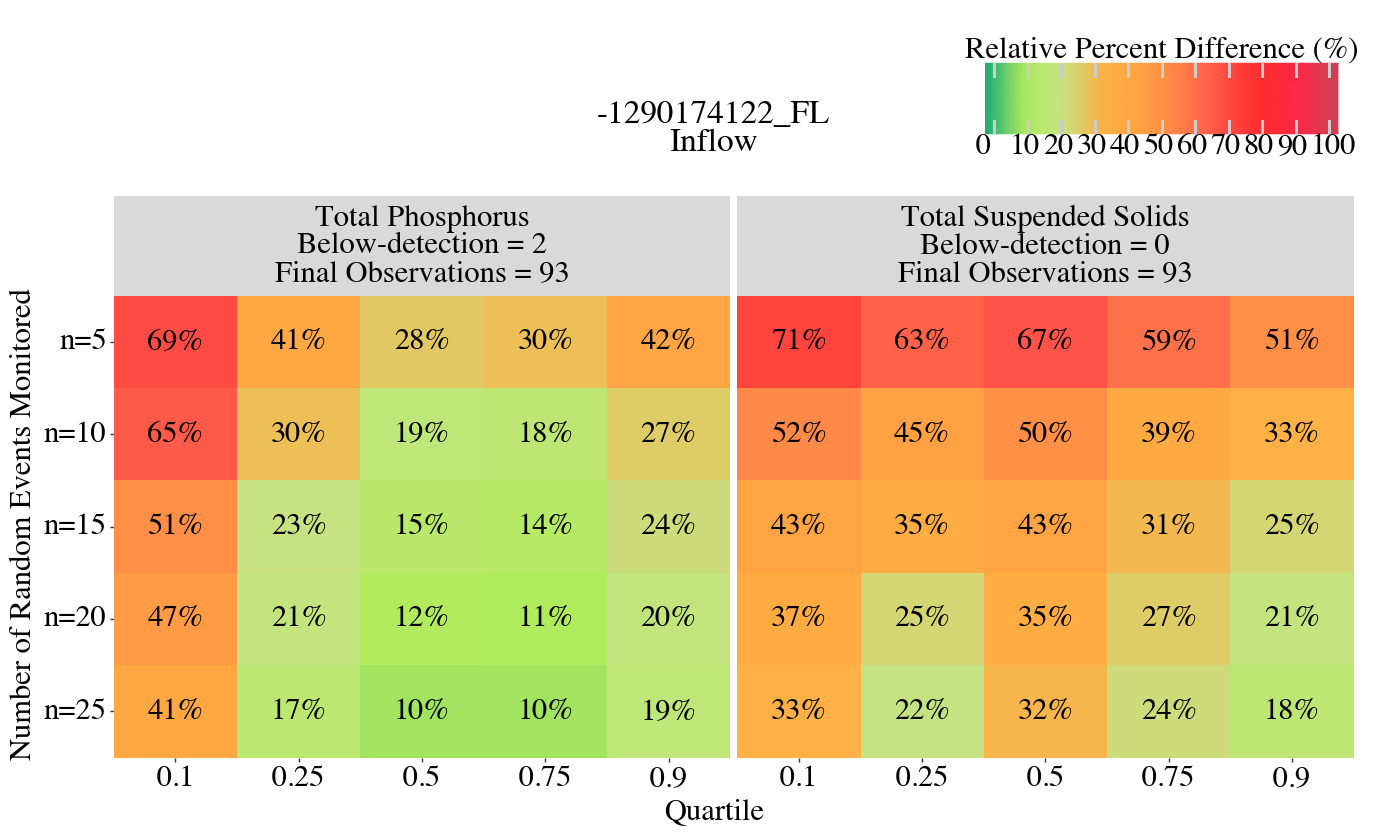 Relative Percent Difference (%)
0 10 20 30 40 50 60 70 80 90 100
-1290174122_FL
Inflow
Total Phosphorus
Below-detection = 2
Final Observations = 93
Total Suspended Solids
Below-detection = 0
Final Observations = 93
Number of Random Events Monitored
n=5 69% 41% 28% 30% 42% 71% 63% 67% 59% 51%
n=10 65% 30% 19% 18% 27% 52% 45% 50% 39% 33%
n=15 51% 23% 15% 14% 24% 43% 35% 43% 31% 25%
n=20 47% 21% 12% 11% 20% 37% 25% 35% 27% 21%
n=25 41% 17% 10% 10% 19% 33% 22% 32% 24% 18%
0.1 0.25 0.5 0.75 0.9 0.1 0.25 0.5 0.75 0.9
Quartile